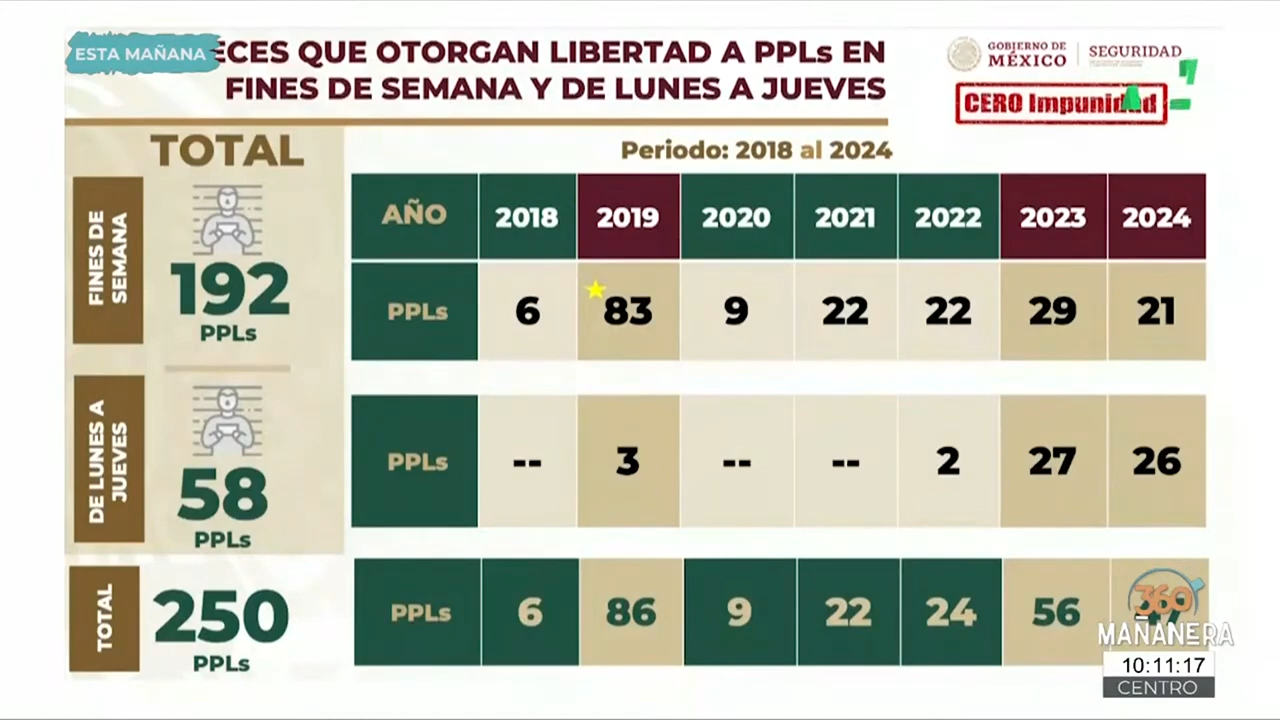 ESTA MAÑANA
ECES QUE OTORGAN LIBERTAD A PPLs EN
FINES DE SEMANA Y DE LUNES A JUEVES
GOBIERNO DE
MÉXICO
SEGURIDAD
CERO Impunidad
TOTAL
Periodo: 2018 al 2024
AÑO 2018 2019 2020 2021 2022 2023 2024
FINES DE
SEMANA
192
PPLs
PPLs 6 83 9 22 22 29 21
DE LUNES A
JUEVES
58
PPLs
PPLs -- 3 -- -- 2 27 26
TOTAL
250
PPLs
PPLs 6 86 9 22 24 56
360°
MAÑANERA
10:11:17
CENTRO